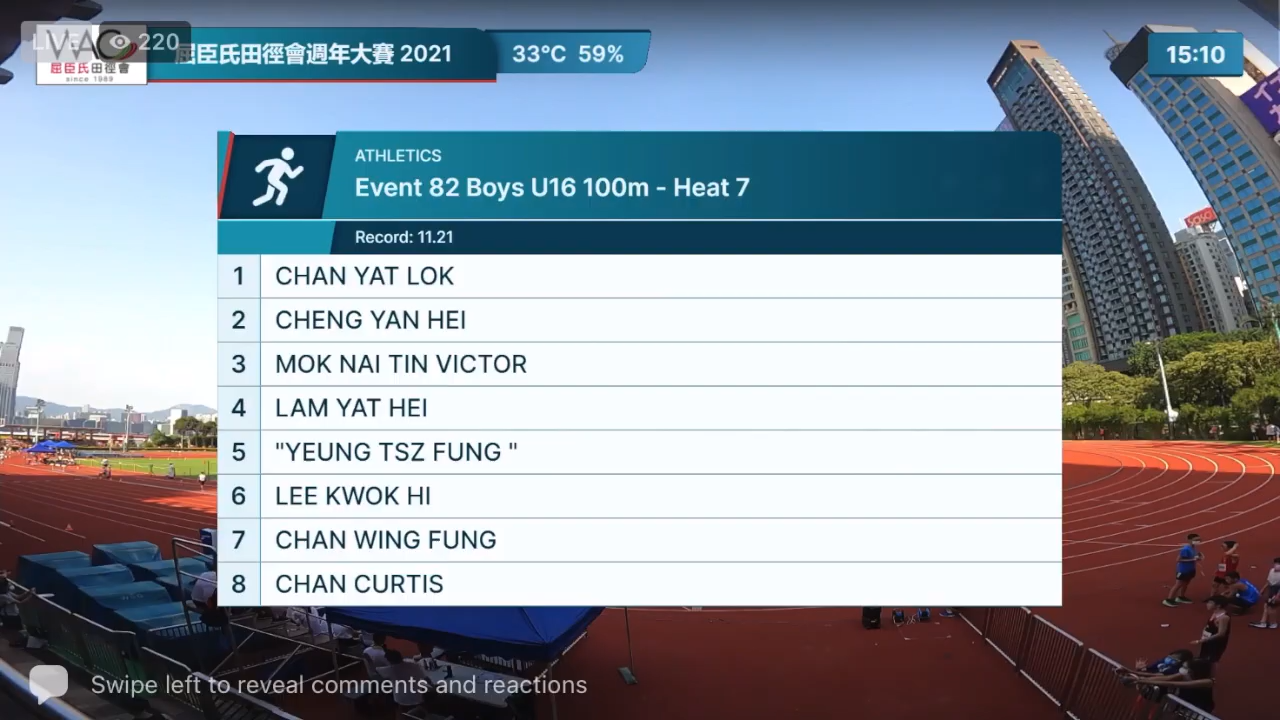 LIVE 220
WAC
屈臣氏田徑會
since 1989
屈臣氏田徑會週年大賽 2021
33°C 59%
15:10
ATHLETICS
Event 82 Boys U16 100m - Heat 7
Record: 11.21
1 CHAN YAT LOK
2 CHENG YAN HEI
3 MOK NAI TIN VICTOR
4 LAM YAT HEI
5 "YEUNG TSZ FUNG "
6 LEE KWOK HI
7 CHAN WING FUNG
8 CHAN CURTIS
sasa
Swipe left to reveal comments and reactions